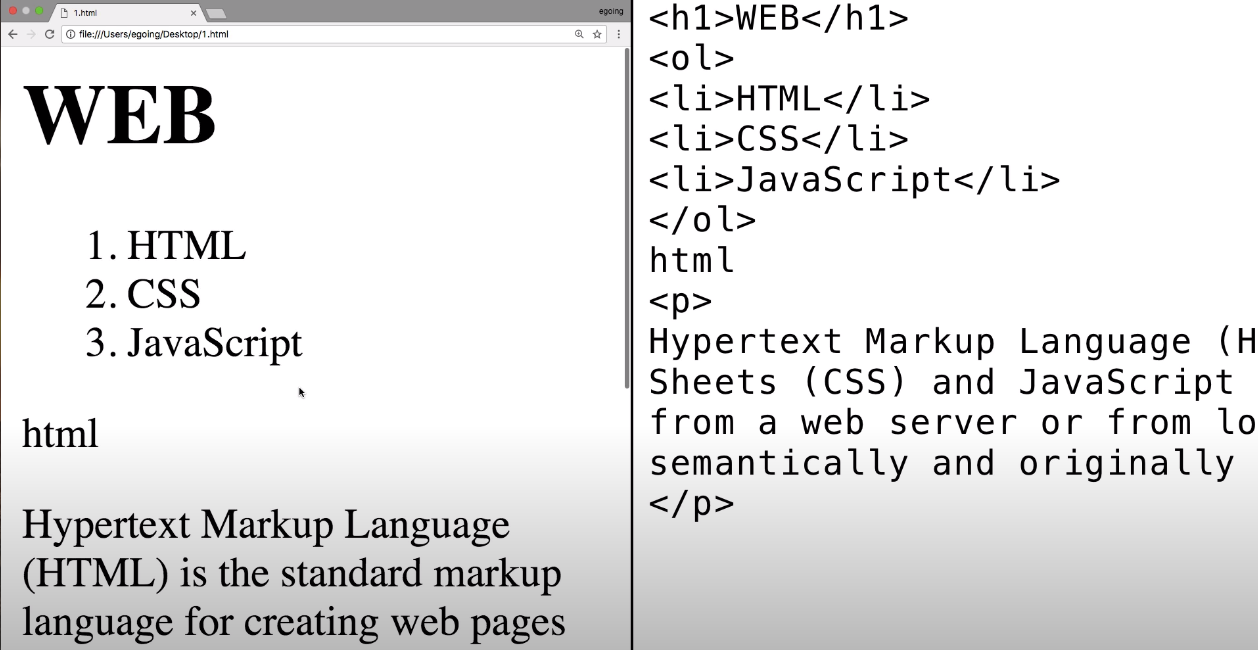 1.html
egoing
file:///Users/egoing/Desktop/1.html
WEB
1. HTML
2. CSS
3. JavaScript
html
Hypertext Markup Language
(HTML) is the standard markup
language for creating web pages
<h1>WEB</h1>
<ol>
<li>HTML</li>
<li>CSS</li>
<li>JavaScript</li>
</ol>
html
<p>
Hypertext Markup Language (H
Sheets (CSS) and JavaScript
from a web server or from lo
semantically and originally
</p>